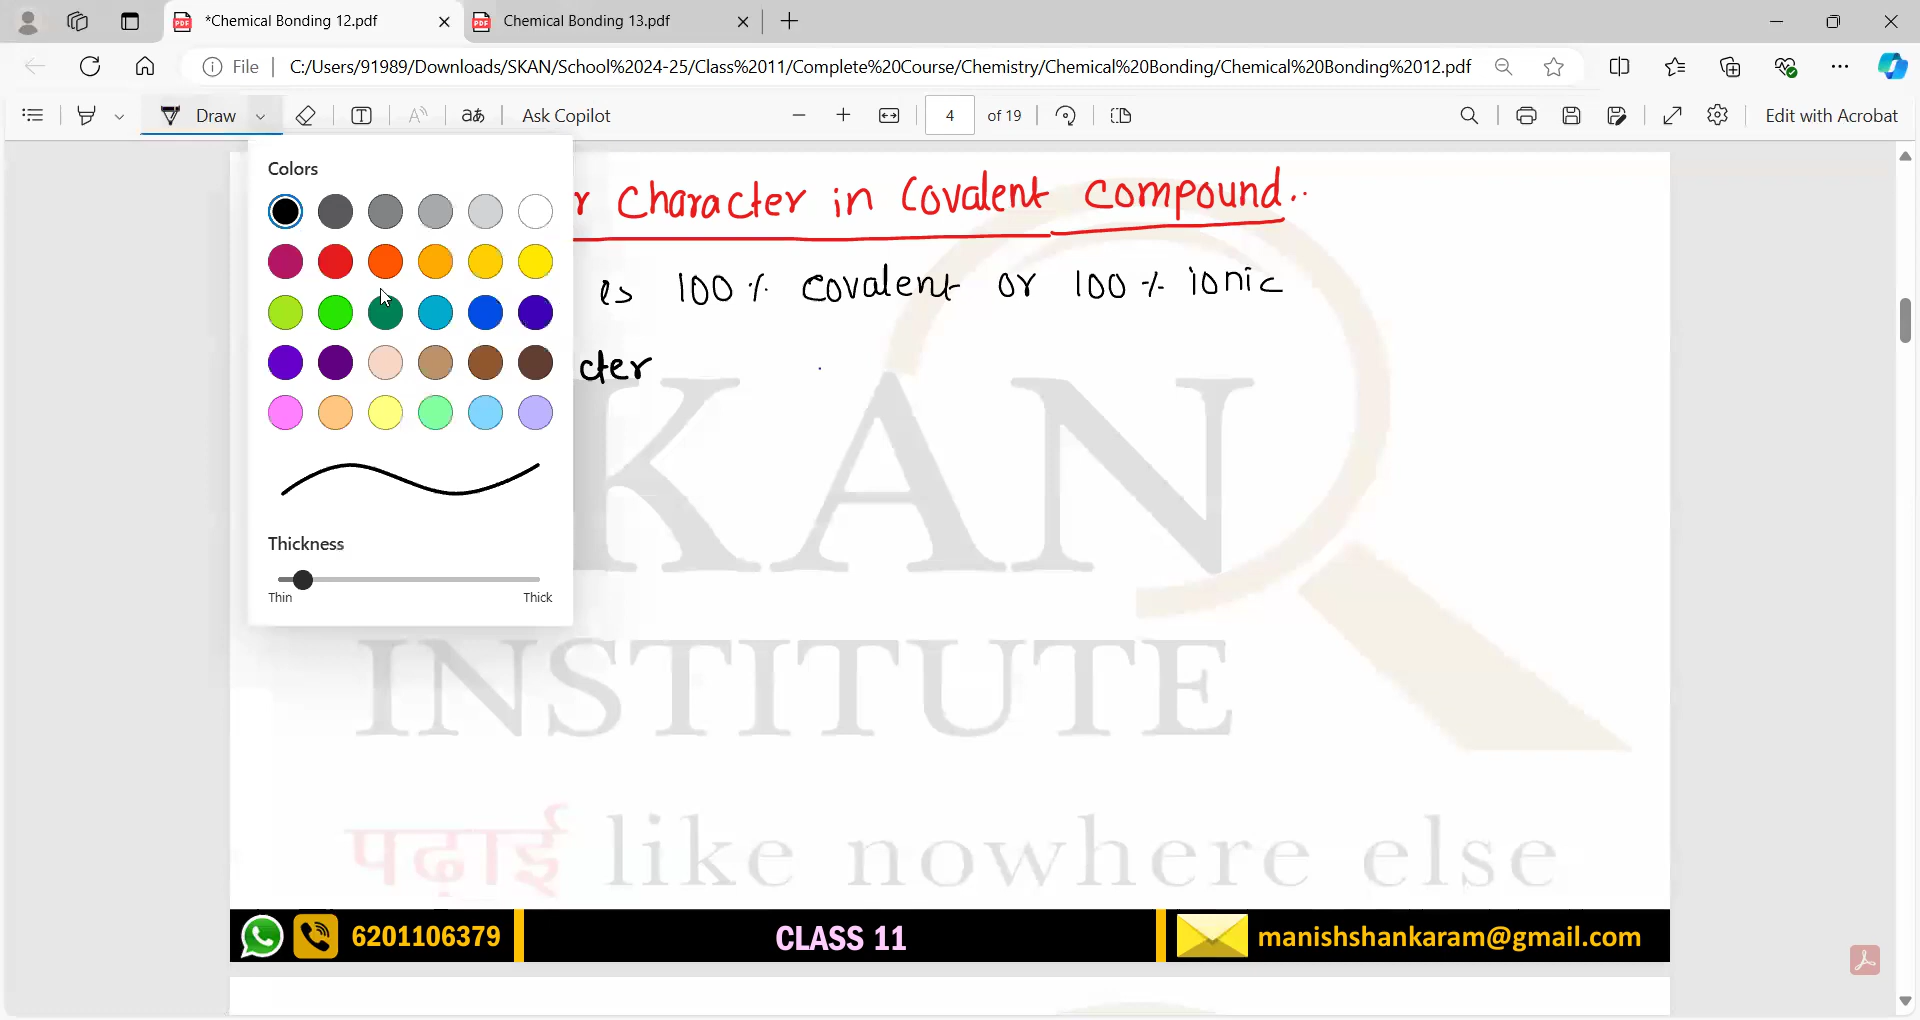 *Chemical Bonding 12.pdf
Chemical Bonding 13.pdf
File
C:/Users/91989/Downloads/SKAN/School%2024-25/Class%2011/Complete%20Course/Chemistry/Chemical%20Bonding/Chemical%20Bonding%2012.pdf
Draw
Ask Copilot
4 of 19
Edit with Acrobat
Colors
Thickness
Thin Thick
r Character in Covalent Compound..
is 100 % covalent or 100 % ionic
cter
KAN
INSTITUTE
पढ़ाई like nowhere else
6201106379
CLASS 11
manishshankaram@gmail.com